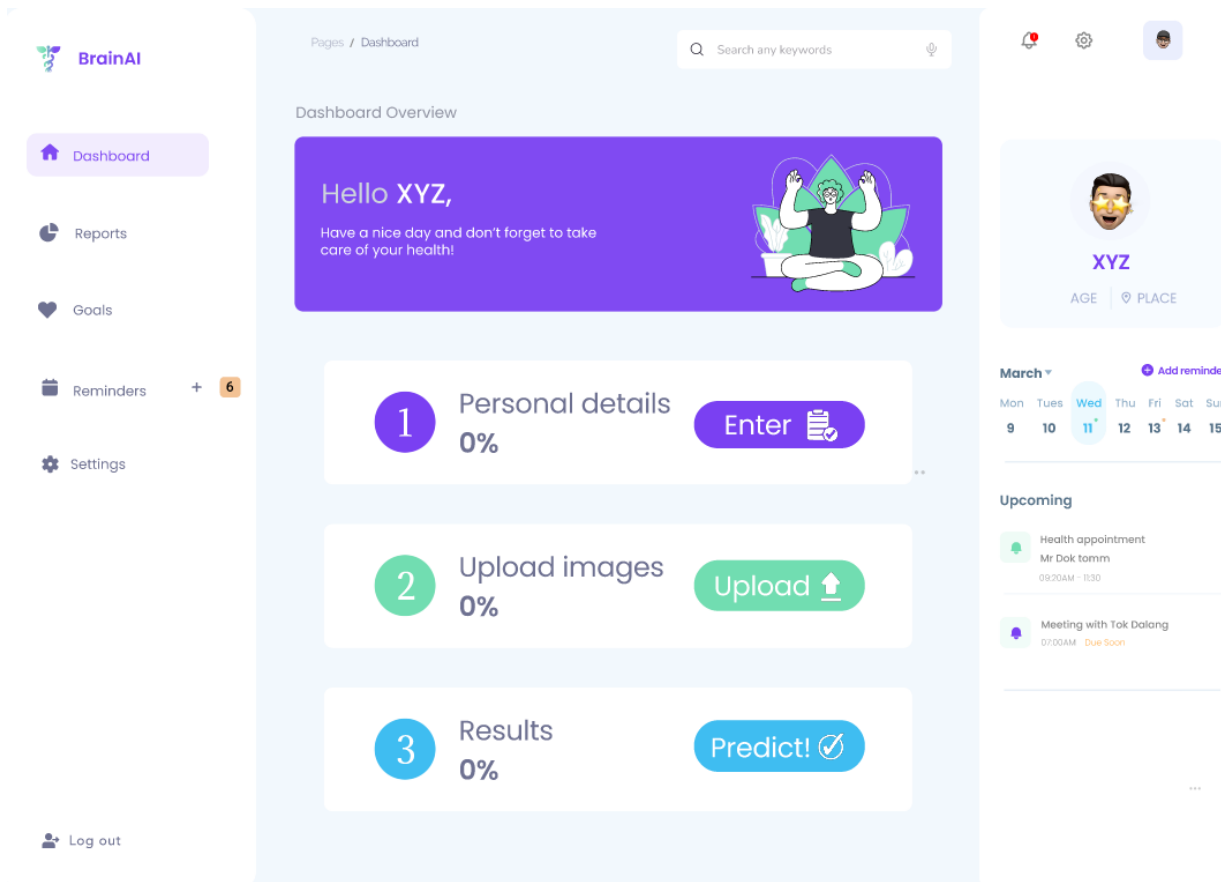 BrainAI
Dashboard
Reports
Goals
Reminders + 6
Settings
Log out
Pages / Dashboard
Search any keywords
Dashboard Overview
Hello XYZ,
Have a nice day and don't forget to take
care of your health!
1
Personal details
0%
Enter
2
Upload images
0%
Upload
3
Results
0%
Predict!
XYZ
AGE PLACE
March
Add reminde
Mon Tues Wed Thu Fri Sat Sun
9 10 11 12 13 14 15
Upcoming
Health appointment
Mr Dok tomm
09:20AM - 11:30
Meeting with Tok Dalang
07:00AM Due Soon